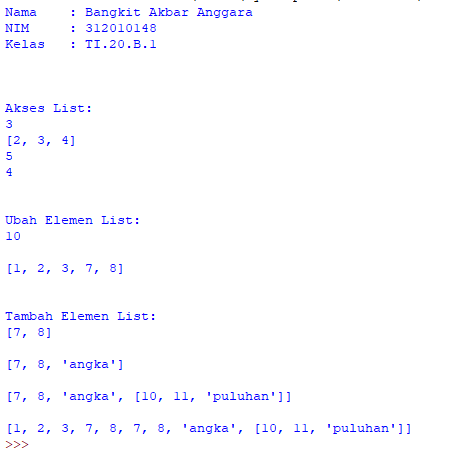 Nama    : Bangkit Akbar Anggara
NIM     : 312010148
Kelas   : TI.20.B.1
Akses List:
3
[2, 3, 4]
5
4
Ubah Elemen List:
10
[1, 2, 3, 7, 8]
Tambah Elemen List:
[7, 8]
[7, 8, 'angka']
[7, 8, 'angka', [10, 11, 'puluhan']]
[1, 2, 3, 7, 8, 7, 8, 'angka', [10, 11, 'puluhan']]
>>>